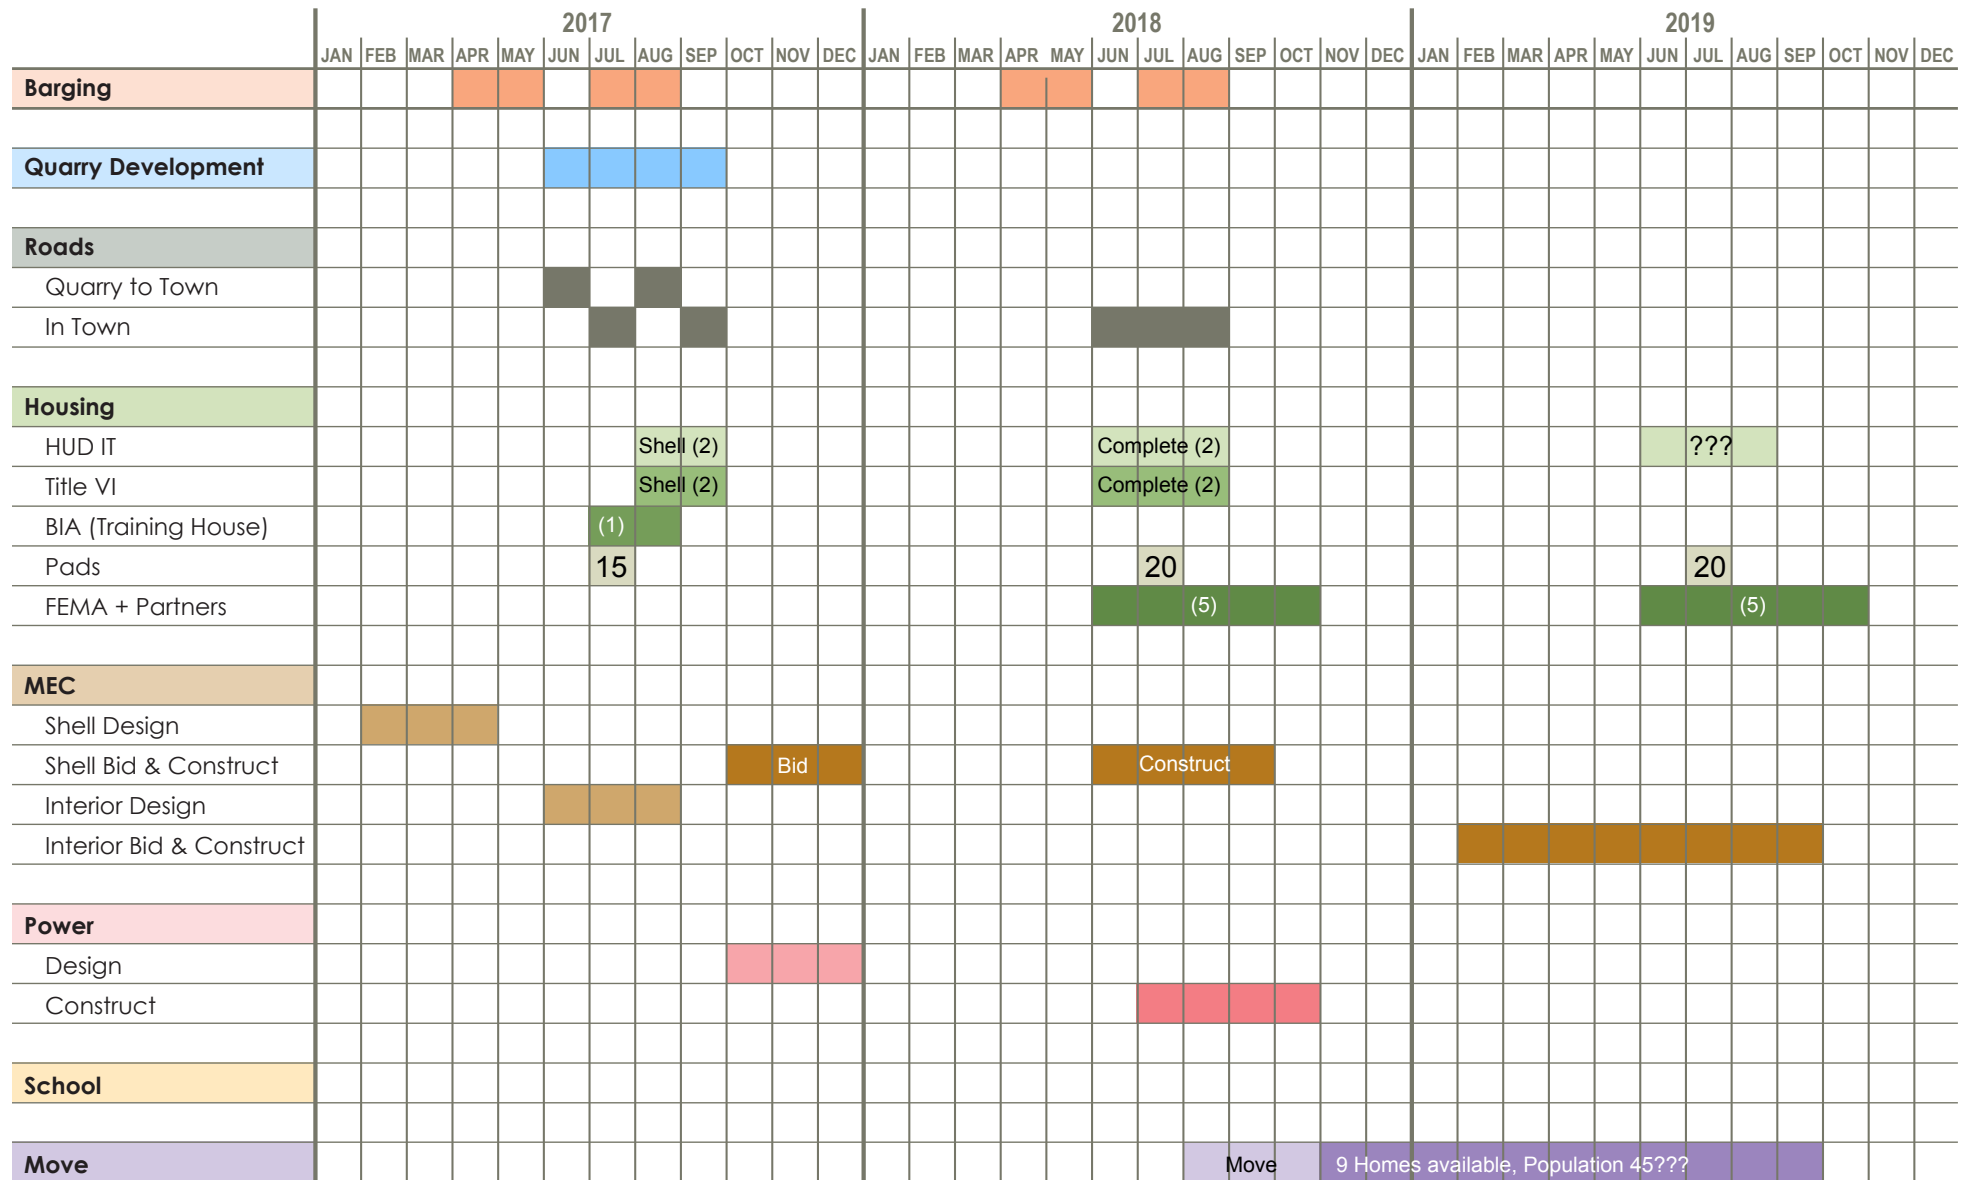 2017 2018 2019
JAN FEB MAR APR MAY JUN JUL AUG SEP OCT NOV DEC JAN FEB MAR APR MAY JUN JUL AUG SEP OCT NOV DEC JAN FEB MAR APR MAY JUN JUL AUG SEP OCT NOV DEC
Barging
Quarry Development
Roads
Quarry to Town
In Town
Housing
HUD IT Shell (2) Complete (2) ???
Title VI Shell (2) Complete (2)
BIA (Training House) (1)
Pads 15 20 20
FEMA + Partners (5) (5)
MEC
Shell Design
Shell Bid & Construct Bid Construct
Interior Design
Interior Bid & Construct
Power
Design
Construct
School
Move Move 9 Homes available, Population 45???